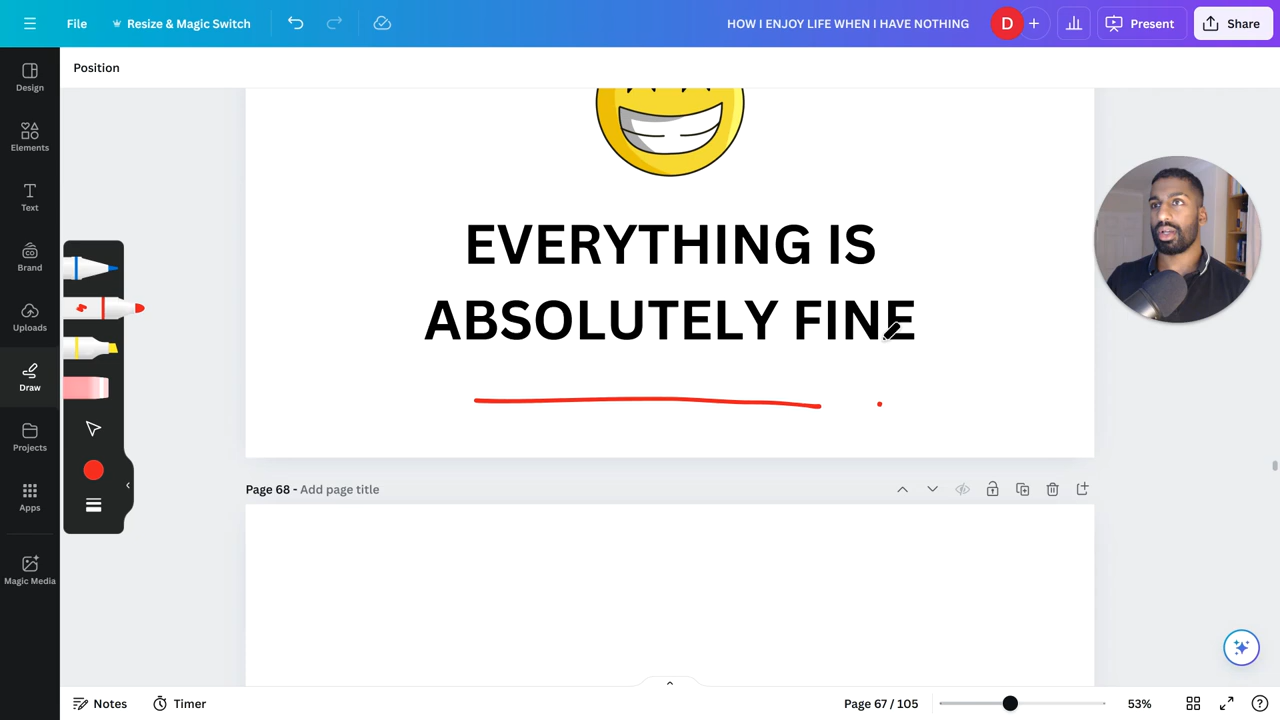 File
Resize & Magic Switch
HOW I ENJOY LIFE WHEN I HAVE NOTHING
D
Present
Share
Position
Design
Elements
Text
Brand
Uploads
Draw
Projects
Apps
Magic Media
EVERYTHING IS
ABSOLUTELY FINE
Page 68 - Add page title
Notes
Timer
Page 67 / 105
53%